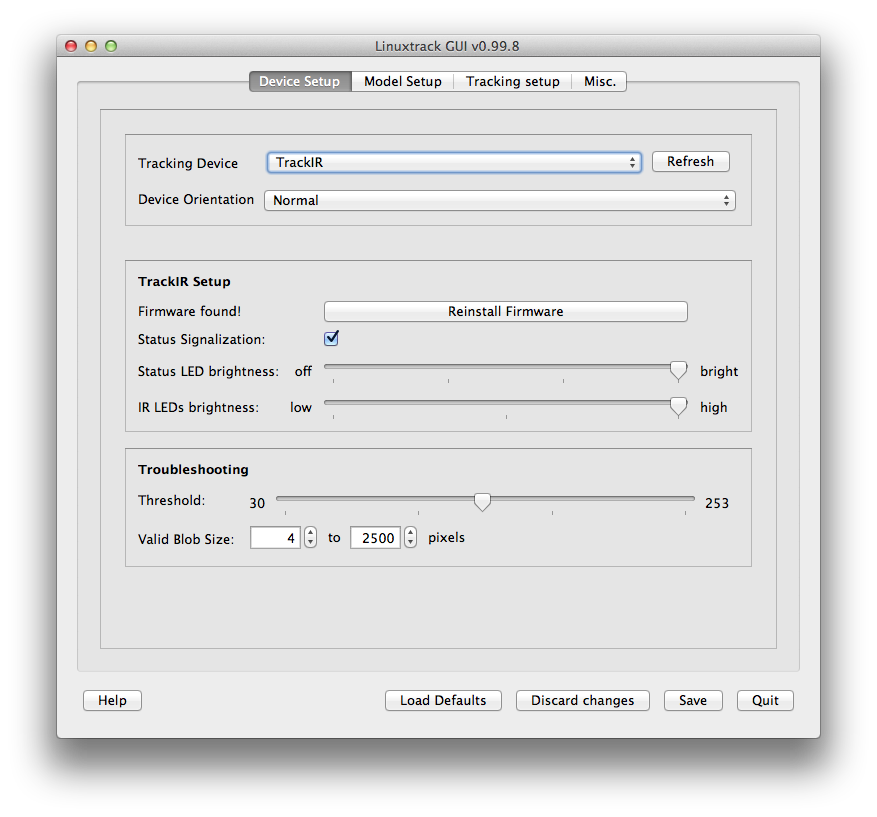 Linuxtrack GUI v0.99.8
Device Setup Model Setup Tracking setup Misc.
Tracking Device TrackIR Refresh
Device Orientation Normal
TrackIR Setup
Firmware found! Reinstall Firmware
Status Signalization:
Status LED brightness: off bright
IR LEDs brightness: low high
Troubleshooting
Threshold: 30 253
Valid Blob Size: 4 to 2500 pixels
Help Load Defaults Discard changes Save Quit